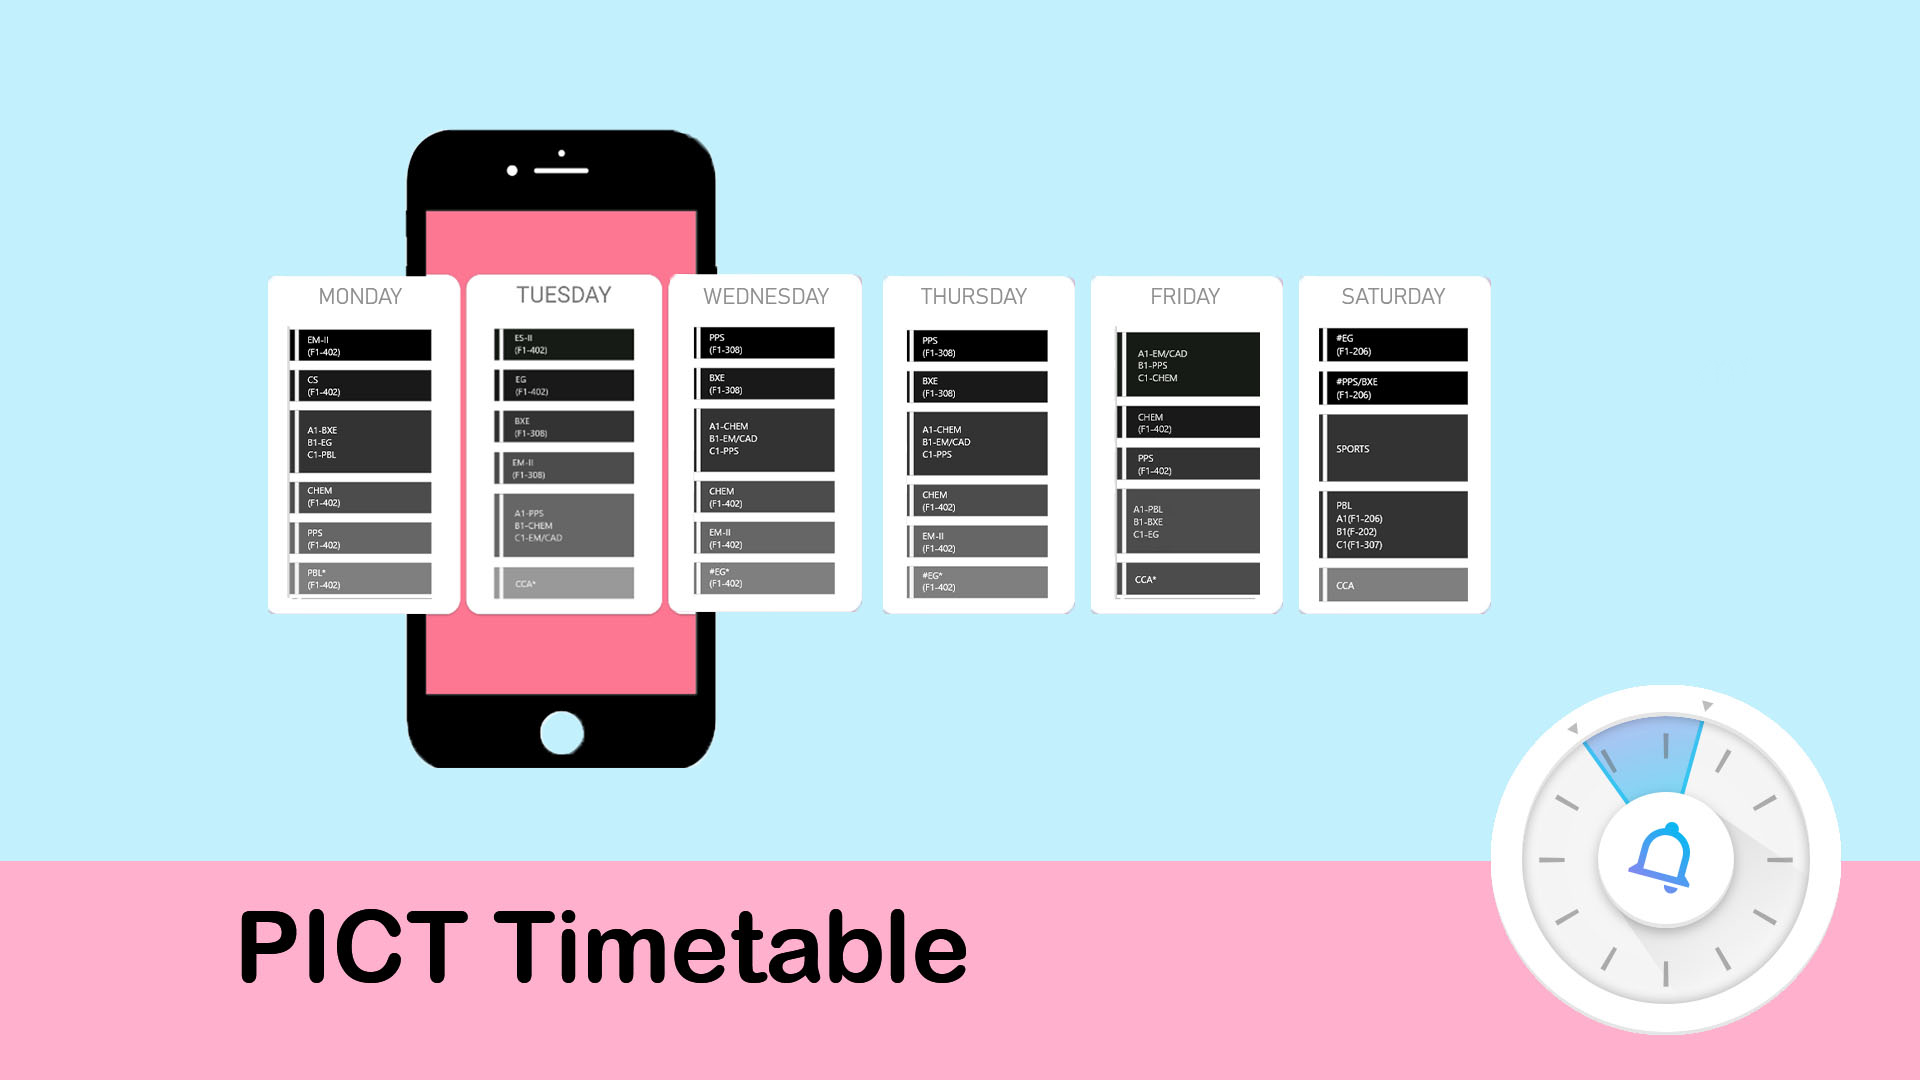 MONDAY
EM-II
(F1-402)
CS
(F1-402)
A1-BXE
B1-EG
C1-PBL
CHEM
(F1-402)
PPS
(F1-402)
PBL*
(F1-402)
TUESDAY
ES-II
(F1-402)
EG
(F1-402)
BXE
(F1-308)
EM-II
(F1-308)
A1-PPS
B1-CHEM
C1-EM/CAD
CCA*
WEDNESDAY
PPS
(F1-308)
BXE
(F1-308)
A1-CHEM
B1-EM/CAD
C1-PPS
CHEM
(F1-402)
EM-II
(F1-402)
#EG*
(F1-402)
THURSDAY
PPS
(F1-308)
BXE
(F1-308)
A1-CHEM
B1-EM/CAD
C1-PPS
CHEM
(F1-402)
EM-II
(F1-402)
#EG*
(F1-402)
FRIDAY
A1-EM/CAD
B1-PPS
C1-CHEM
CHEM
(F1-402)
PPS
(F1-402)
A1-PBL
B1-BXE
C1-EG
CCA*
SATURDAY
#EG
(F1-206)
#PPS/BXE
(F1-206)
SPORTS
PBL
A1(F1-206)
B1(F-202)
C1(F1-307)
CCA
PICT Timetable